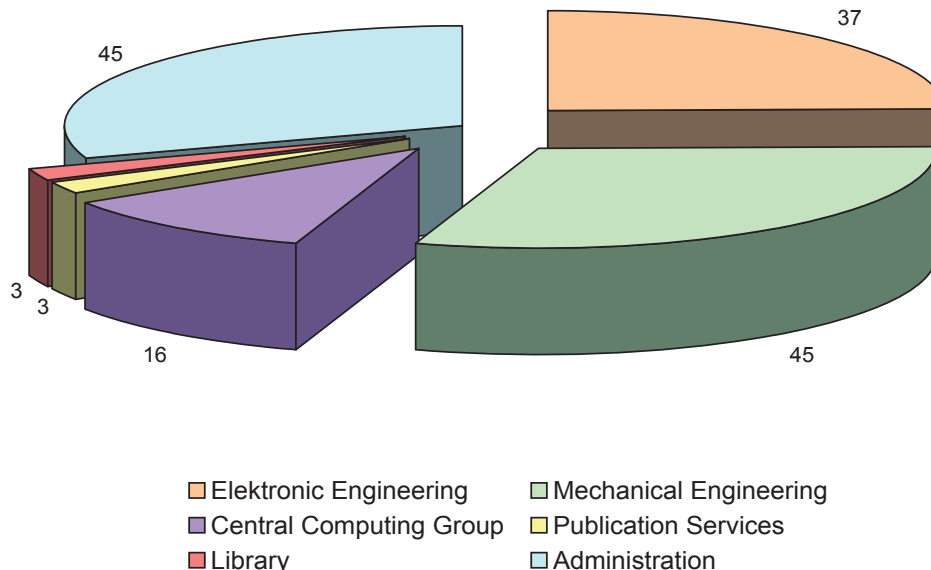 37
45
3
3
16
45
Elektronic Engineering Mechanical Engineering
Central Computing Group Publication Services
Library Administration